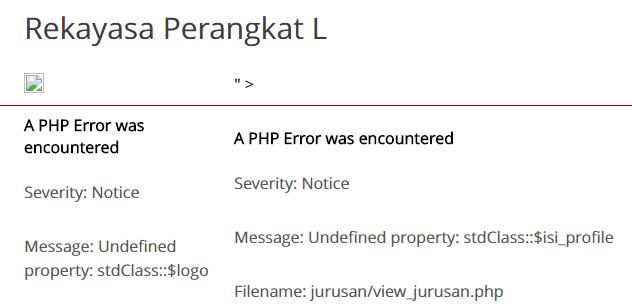 Rekayasa Perangkat L
" >
A PHP Error was
encountered
Severity: Notice
Message: Undefined
property: stdClass::$logo
A PHP Error was encountered
Severity: Notice
Message: Undefined property: stdClass::$isi_profile
Filename: jurusan/view_jurusan.php